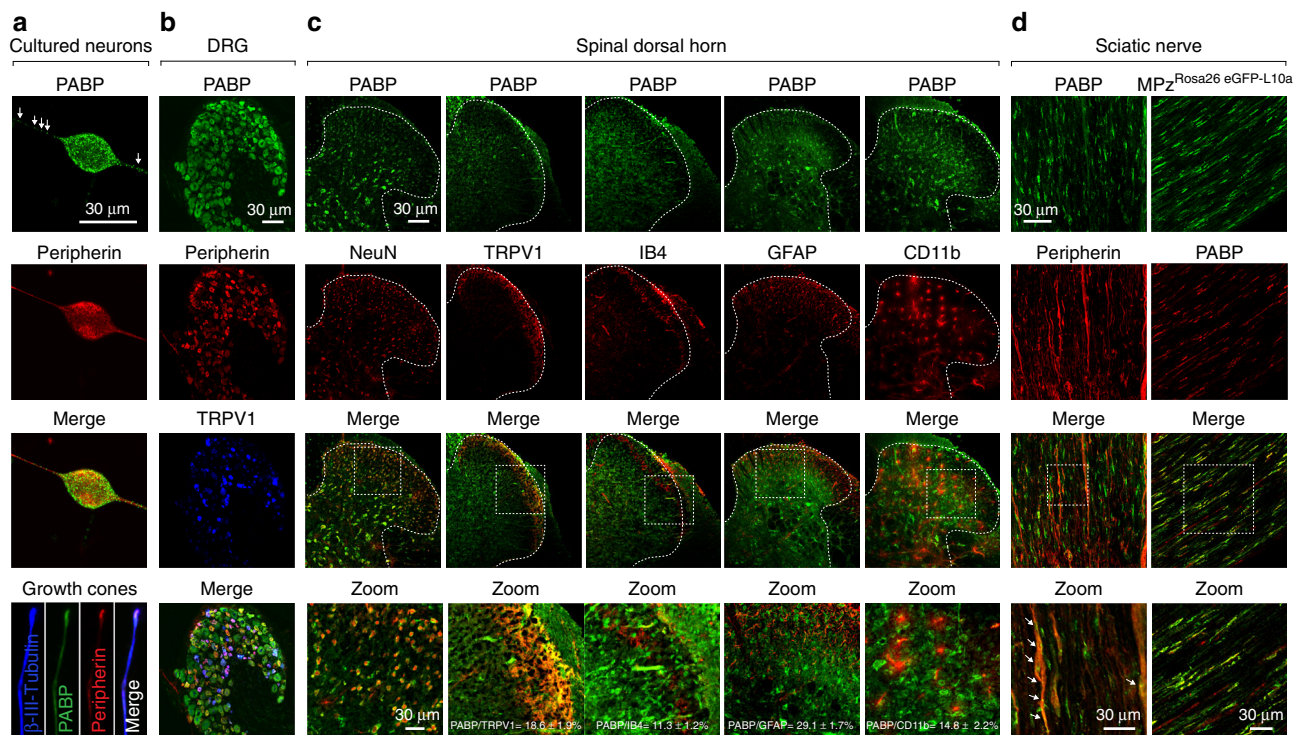 a
b
c
d
Cultured neurons
DRG
Spinal dorsal horn
Sciatic nerve
PABP
PABP
PABP
PABP
PABP
PABP
PABP
PABP
MPz Rosa26 eGFP-L10a
30 μm
30 μm
30 μm
30 μm
Peripherin
Peripherin
NeuN
TRPV1
IB4
GFAP
CD11b
Peripherin
PABP
Merge
TRPV1
Merge
Merge
Merge
Merge
Merge
Merge
Merge
Growth cones
Merge
Zoom
Zoom
Zoom
Zoom
Zoom
Zoom
Zoom
β-III-Tubulin
PABP
Peripherin
Merge
30 μm
PABP/TRPV1= 18.6 ± 1.9%
PABP/IB4= 11.3 ± 1.2%
PABP/GFAP= 29.1 ± 1.7%
PABP/CD11b= 14.8 ± 2.2%
30 μm
30 μm